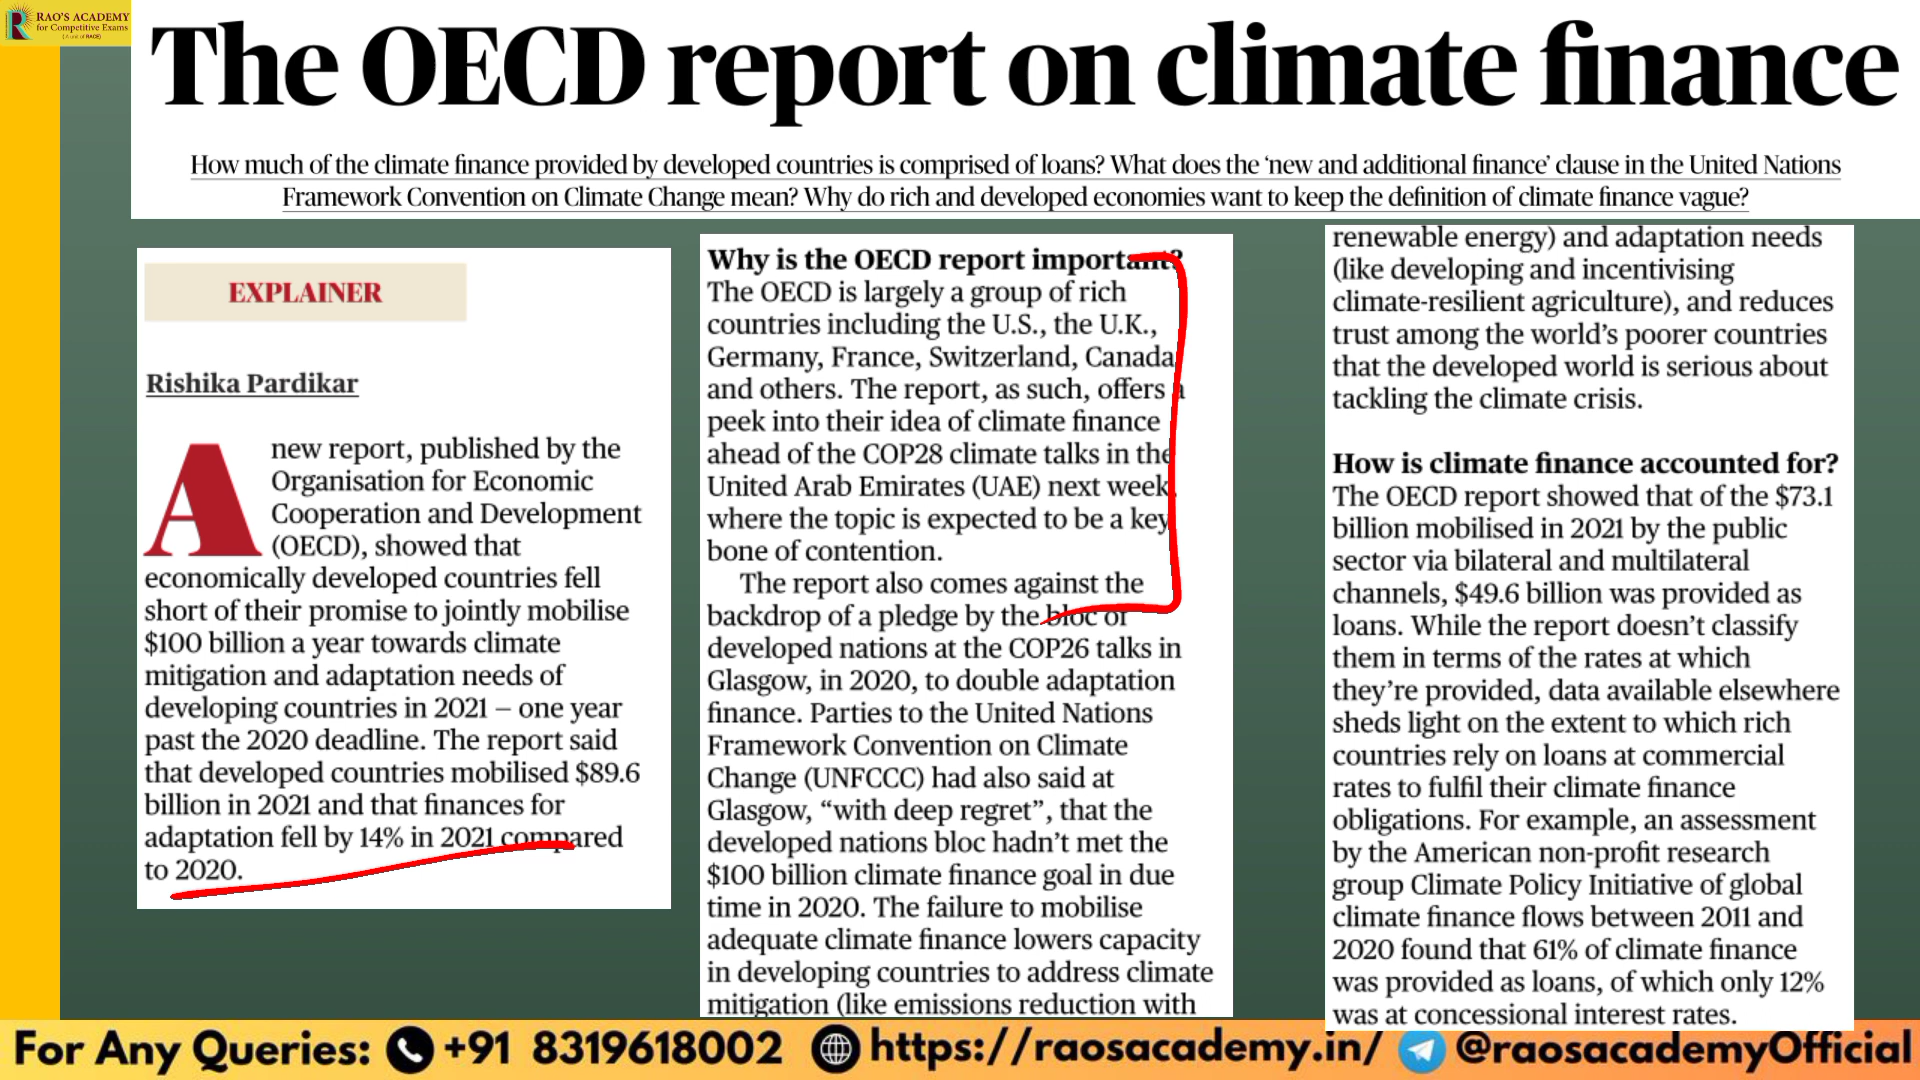 RAO'S ACADEMY
for Competitive Exams
(A unit of RACE)
The OECD report on climate finance
How much of the climate finance provided by developed countries is comprised of loans? What does the ‘new and additional finance’ clause in the United Nations
Framework Convention on Climate Change mean? Why do rich and developed economies want to keep the definition of climate finance vague?
EXPLAINER
Rishika Pardikar
A new report, published by the
Organisation for Economic
Cooperation and Development
(OECD), showed that
economically developed countries fell
short of their promise to jointly mobilise
$100 billion a year towards climate
mitigation and adaptation needs of
developing countries in 2021 – one year
past the 2020 deadline. The report said
that developed countries mobilised $89.6
billion in 2021 and that finances for
adaptation fell by 14% in 2021 compared
to 2020.
Why is the OECD report important?
The OECD is largely a group of rich
countries including the U.S., the U.K.,
Germany, France, Switzerland, Canada
and others. The report, as such, offers a
peek into their idea of climate finance
ahead of the COP28 climate talks in the
United Arab Emirates (UAE) next week,
where the topic is expected to be a key
bone of contention.
The report also comes against the
backdrop of a pledge by the bloc of
developed nations at the COP26 talks in
Glasgow, in 2020, to double adaptation
finance. Parties to the United Nations
Framework Convention on Climate
Change (UNFCCC) had also said at
Glasgow, “with deep regret”, that the
developed nations bloc hadn’t met the
$100 billion climate finance goal in due
time in 2020. The failure to mobilise
adequate climate finance lowers capacity
in developing countries to address climate
mitigation (like emissions reduction with
renewable energy) and adaptation needs
(like developing and incentivising
climate-resilient agriculture), and reduces
trust among the world’s poorer countries
that the developed world is serious about
tackling the climate crisis.
How is climate finance accounted for?
The OECD report showed that of the $73.1
billion mobilised in 2021 by the public
sector via bilateral and multilateral
channels, $49.6 billion was provided as
loans. While the report doesn’t classify
them in terms of the rates at which
they’re provided, data available elsewhere
sheds light on the extent to which rich
countries rely on loans at commercial
rates to fulfil their climate finance
obligations. For example, an assessment
by the American non-profit research
group Climate Policy Initiative of global
climate finance flows between 2011 and
2020 found that 61% of climate finance
was provided as loans, of which only 12%
was at concessional interest rates.
For Any Queries: +91 8319618002 https://raosacademy.in/ @raosacademyOfficial